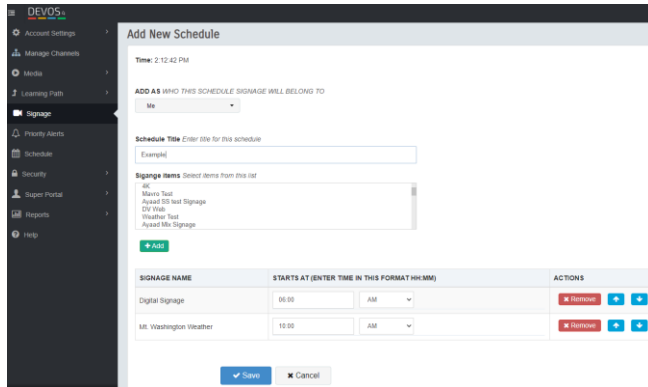 DEVOS
Account Settings
Manage Channels
Media
Learning Path
Signage
Priority Alerts
Schedule
Security
Super Portal
Reports
Help
Add New Schedule
Time: 2:12:42 PM
ADD AS WHO THIS SCHEDULE SIGNAGE WILL BELONG TO
Me
Schedule Title Enter title for this schedule
Example
Sigange items Select items from this list
4K
Mavro Test
Ayaad SS test Signage
DV Web
Weather Test
Ayaad Mix Signage
Add
SIGNAGE NAME STARTS AT (ENTER TIME IN THIS FORMAT HH:MM) ACTIONS
Digital Signage 06:00 AM Remove
Mt. Washington Weather 10:00 AM Remove
Save Cancel